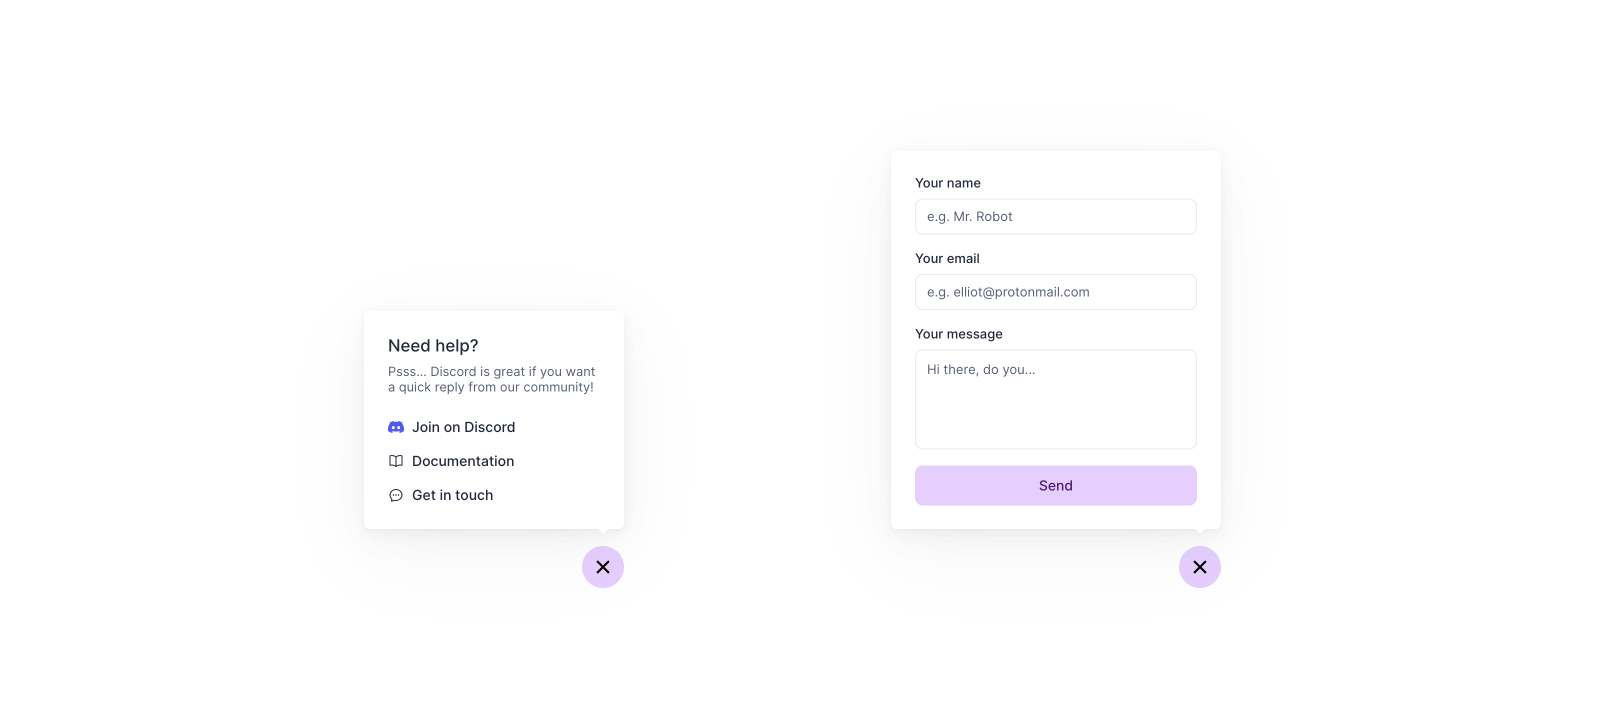 Need help?
Psss... Discord is great if you want
a quick reply from our community!
Join on Discord
Documentation
Get in touch
Your name
e.g. Mr. Robot
Your email
e.g. elliot@protonmail.com
Your message
Hi there, do you...
Send